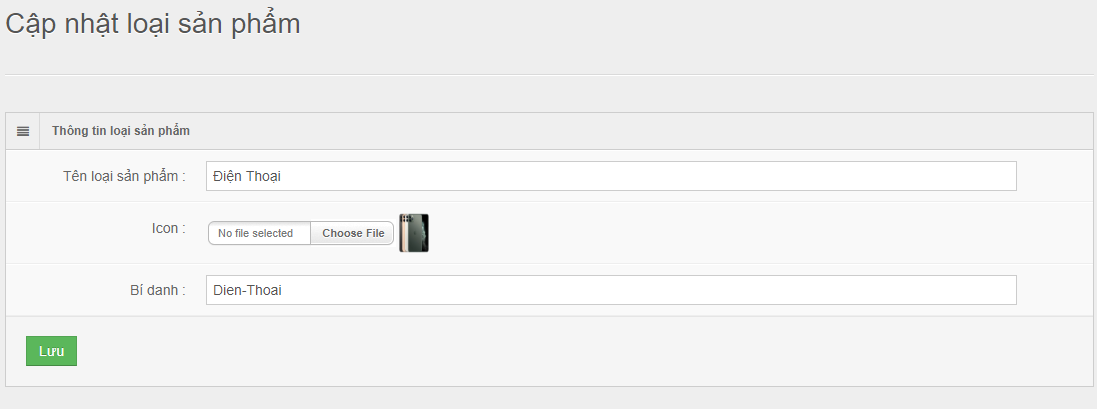 Cập nhật loại sản phẩm
Thông tin loại sản phẩm
Tên loại sản phẩm : Điện Thoại
Icon : No file selected Choose File
Bí danh : Dien-Thoai
Lưu